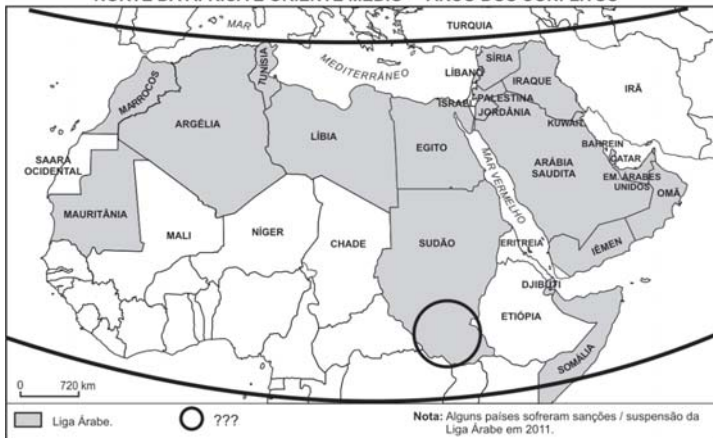 MAR
TURQUIA
MEDITERRÂNEO
TUNÍSIA
MARROCOS
SÍRIA
LÍBANO
IRAQUE
IRÃ
ISRAEL
PALESTINA
JORDÂNIA
KUWAIT
ARGÉLIA
LÍBIA
EGITO
SAARA
OCIDENTAL
BAHREIN
CATAR
ARÁBIA
SAUDITA
EM. ÁRABES
UNIDOS
OMÃ
MAR VERMELHO
MAURITÂNIA
MALI
NÍGER
CHADE
SUDÃO
ERITREIA
IÊMEN
DJIBUTI
ETIÓPIA
SOMÁLIA
0 720 km
Liga Árabe.
???
Nota: Alguns países sofreram sanções / suspensão da
Liga Árabe em 2011.